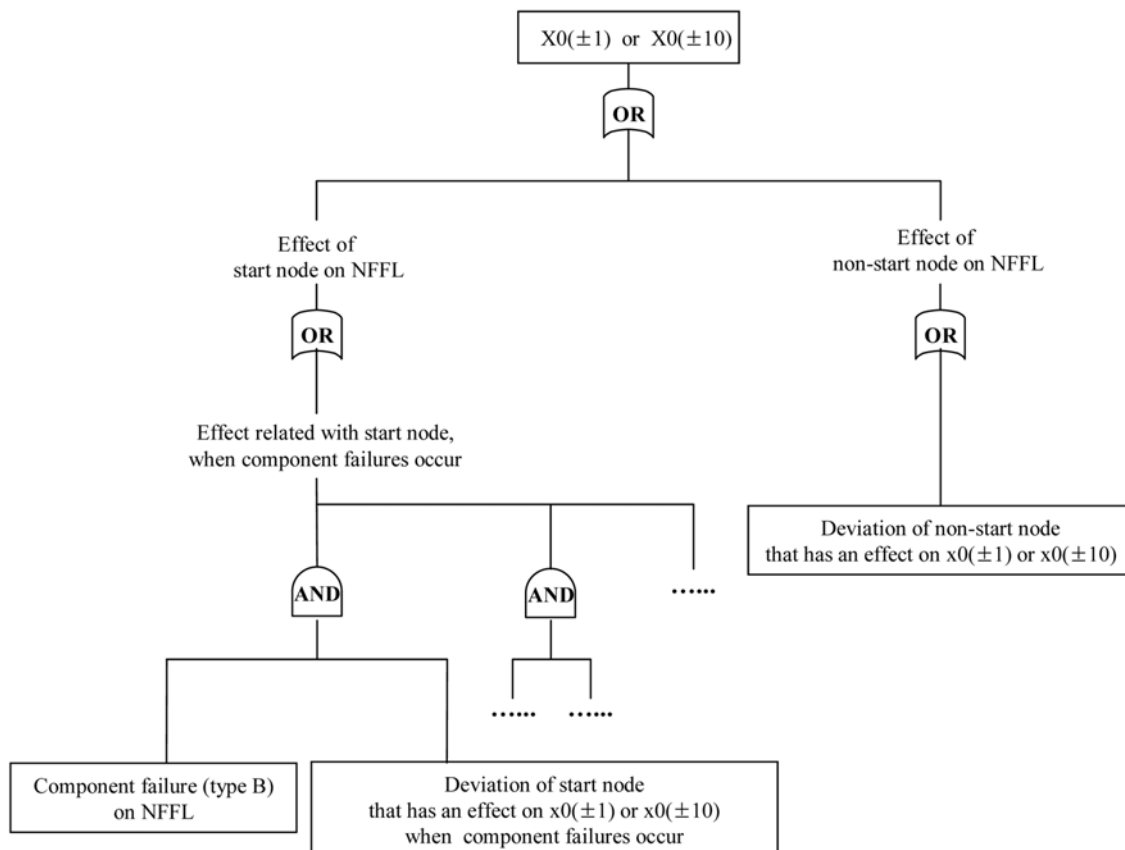 X0(±1) or X0(±10)
OR
Effect of
start node on NFFL
Effect of
non-start node on NFFL
OR
OR
Effect related with start node,
when component failures occur
Deviation of non-start node
that has an effect on x0(±1) or x0(±10)
AND
AND
…...
…...
…...
Component failure (type B)
on NFFL
Deviation of start node
that has an effect on x0(±1) or x0(±10)
when component failures occur